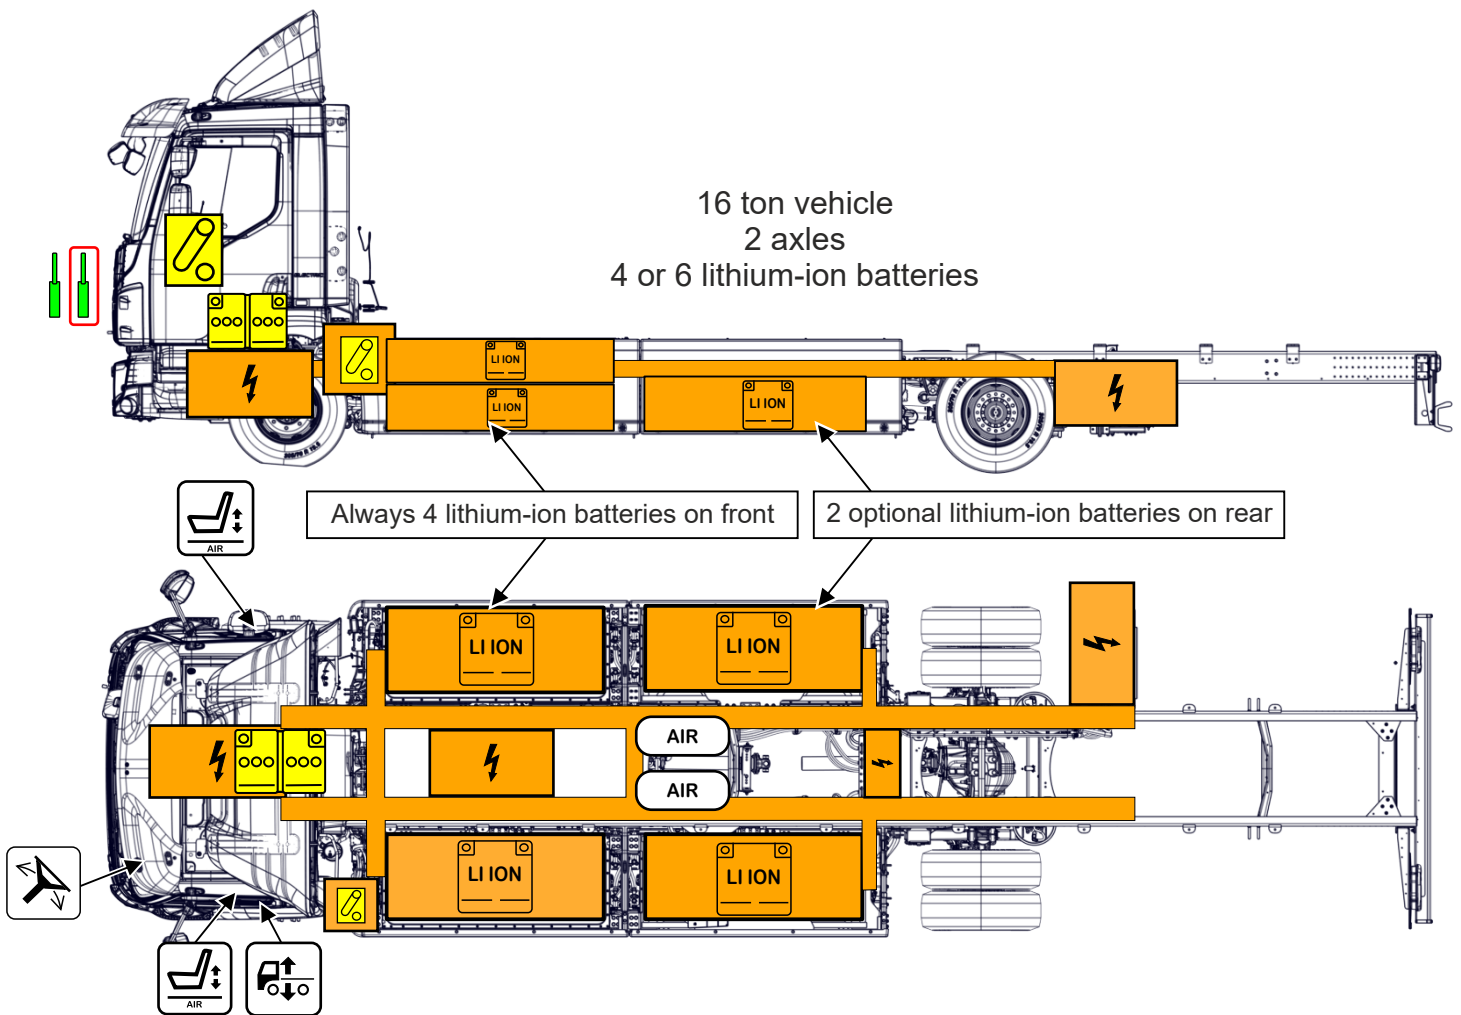 16 ton vehicle
2 axles
4 or 6 lithium-ion batteries
ELECTRIC
LI ION
LI ION
LI ION
AIR
Always 4 lithium-ion batteries on front
2 optional lithium-ion batteries on rear
LI ION
LI ION
AIR
AIR
LI ION
LI ION
AIR